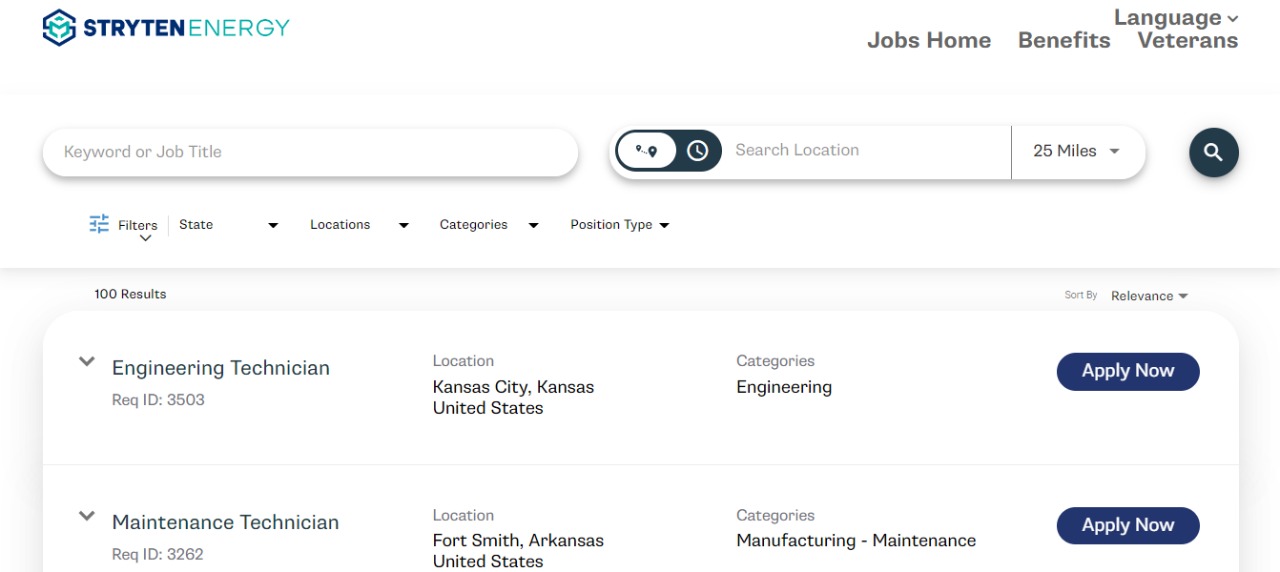 STRYTEN ENERGY
Language
Jobs Home Benefits Veterans
Keyword or Job Title
Search Location
25 Miles
Filters
State
Locations
Categories
Position Type
100 Results
Sort By Relevance
Engineering Technician
Req ID: 3503
Location
Kansas City, Kansas
United States
Categories
Engineering
Apply Now
Maintenance Technician
Req ID: 3262
Location
Fort Smith, Arkansas
United States
Categories
Manufacturing - Maintenance
Apply Now